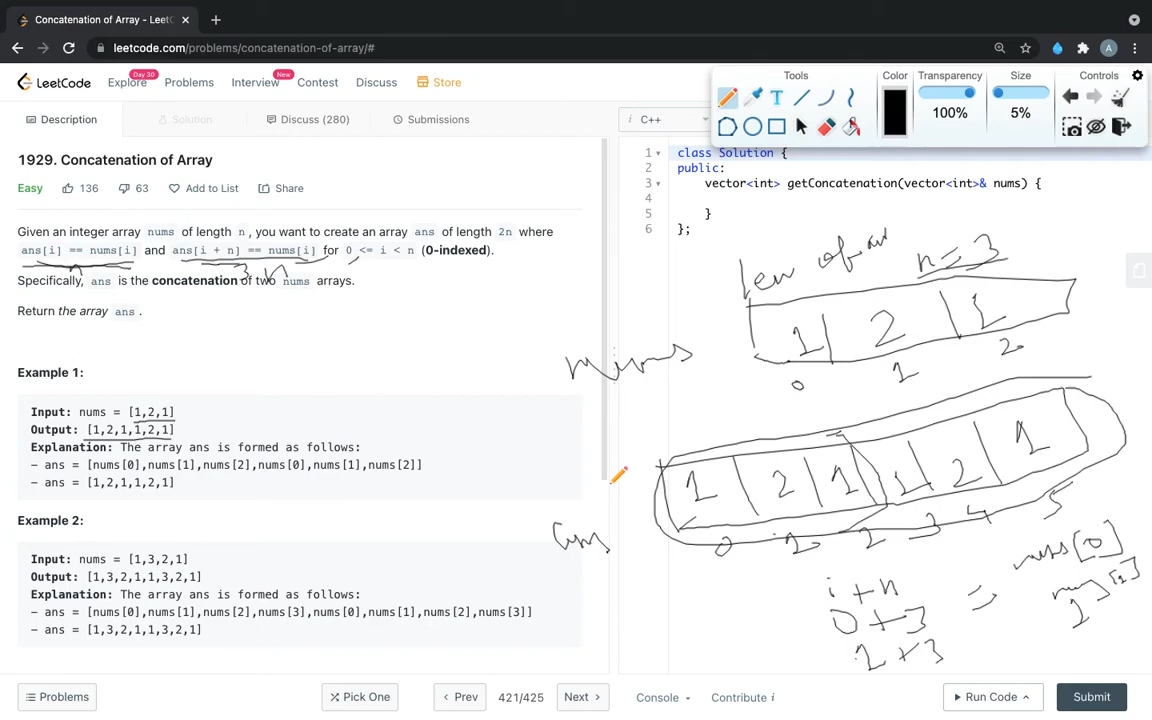 Concatenation of Array - LeetC
leetcode.com/problems/concatenation-of-array/#
A
LeetCode
Explore
Day 30
Problems
Interview
New
Contest
Discuss
Store
Tools
Color
Transparency
Size
Controls
T
100%
5%
Description
Solution
Discuss (280)
Submissions
C++
1929. Concatenation of Array
Easy
136
63
Add to List
Share
Given an integer array nums of length n, you want to create an array ans of length 2n where
ans[i] == nums[i] and ans[i + n] == nums[i] for 0 <= i < n (0-indexed).
Specifically, ans is the concatenation of two nums arrays.
Return the array ans.
Example 1:
Input: nums = [1,2,1]
Output: [1,2,1,1,2,1]
Explanation: The array ans is formed as follows:
- ans = [nums[0],nums[1],nums[2],nums[0],nums[1],nums[2]]
- ans = [1,2,1,1,2,1]
Example 2:
Input: nums = [1,3,2,1]
Output: [1,3,2,1,1,3,2,1]
Explanation: The array ans is formed as follows:
- ans = [nums[0],nums[1],nums[2],nums[3],nums[0],nums[1],nums[2],nums[3]]
- ans = [1,3,2,1,1,3,2,1]
1 class Solution {
2 public:
3 vector<int> getConcatenation(vector<int>& nums) {
4
5 }
6 };
len of n = 3
nums
1 2 1
0 1 2
1 2 1 1 2 1
3 4 5
i + n = nums[0]
0 + 3 nums[1]
Problems
Pick One
Prev
421/425
Next
Console
Contribute i
Run Code
Submit